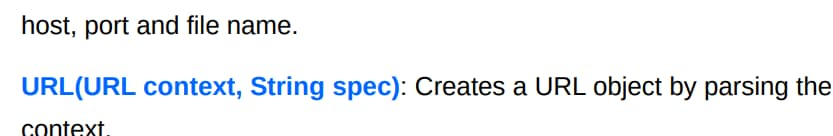 host, port and file name.
URL(URL context, String spec): Creates a URL object by parsing the
context.